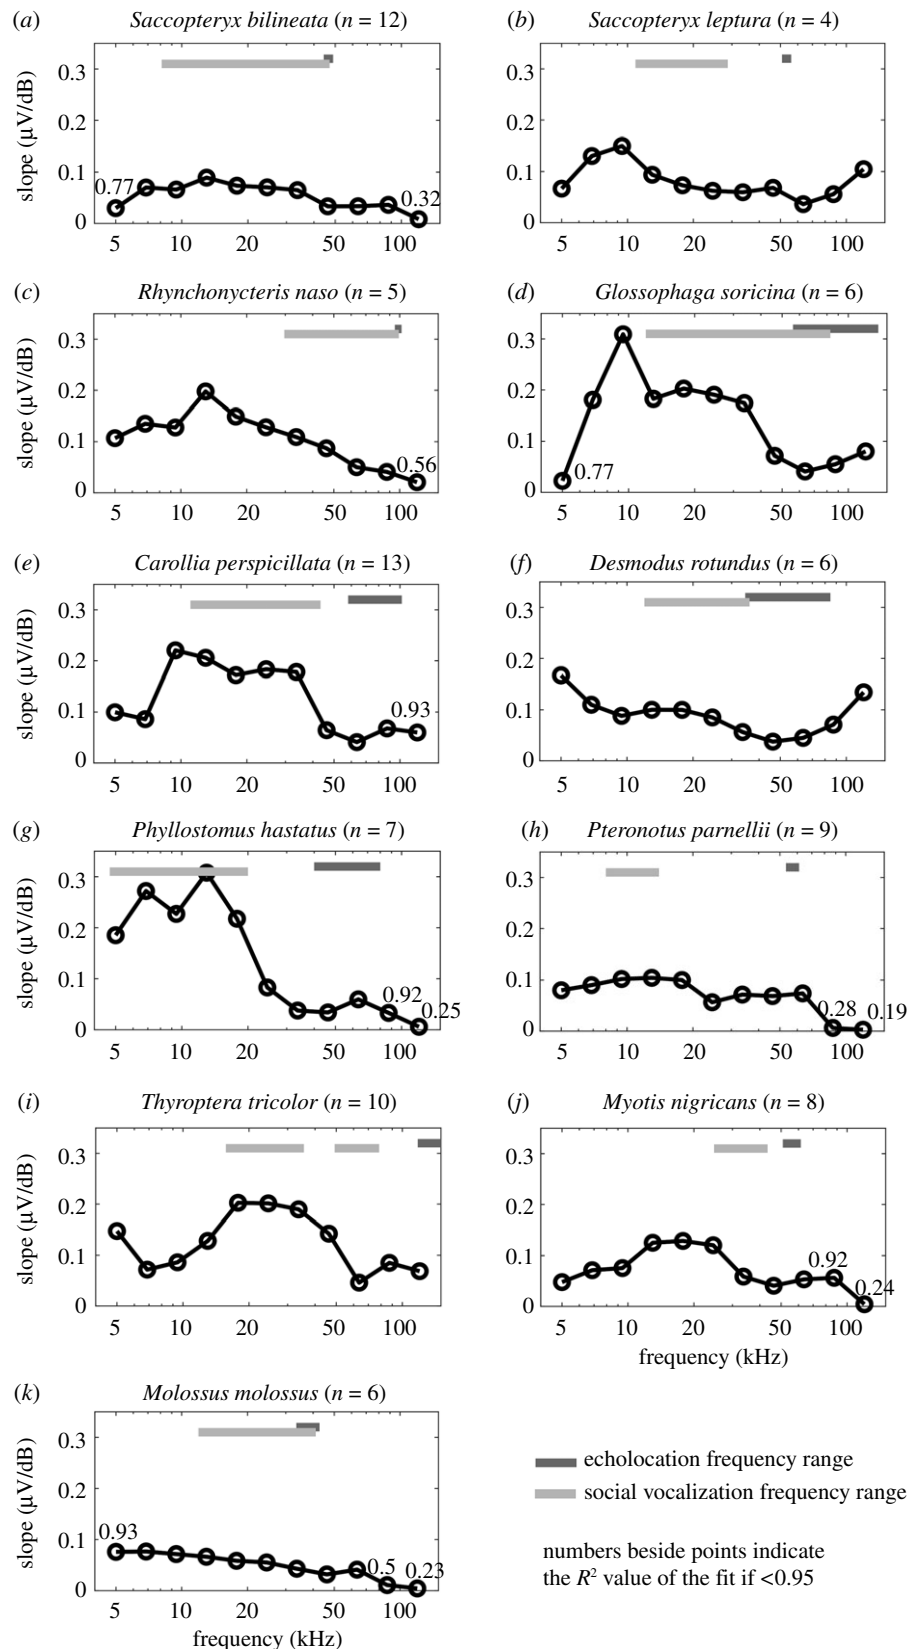 (a) Saccopteryx bilineata (n = 12)
(b) Saccopteryx leptura (n = 4)
slope (µV/dB)
0.3
0.2
0.1
0
0.77
0.32
5 10 20 50 100
0.3
0.2
0.1
0
5 10 20 50 100
(c) Rhynchonycteris naso (n = 5)
(d) Glossophaga soricina (n = 6)
slope (µV/dB)
0.3
0.2
0.1
0
0.56
5 10 20 50 100
0.3
0.2
0.1
0
0.77
5 10 20 50 100
(e) Carollia perspicillata (n = 13)
(f) Desmodus rotundus (n = 6)
slope (µV/dB)
0.3
0.2
0.1
0
0.93
5 10 20 50 100
0.3
0.2
0.1
0
5 10 20 50 100
(g) Phyllostomus hastatus (n = 7)
(h) Pteronotus parnellii (n = 9)
slope (µV/dB)
0.3
0.2
0.1
0
0.92
0.25
5 10 20 50 100
0.3
0.2
0.1
0
0.28 0.19
5 10 20 50 100
(i) Thyroptera tricolor (n = 10)
(j) Myotis nigricans (n = 8)
slope (µV/dB)
0.3
0.2
0.1
0
5 10 20 50 100
0.3
0.2
0.1
0
0.92
0.24
5 10 20 50 100
frequency (kHz)
(k) Molossus molossus (n = 6)
slope (µV/dB)
0.3
0.2
0.1
0
0.93
0.5 0.23
5 10 20 50 100
frequency (kHz)
echolocation frequency range
social vocalization frequency range
numbers beside points indicate
the R² value of the fit if <0.95